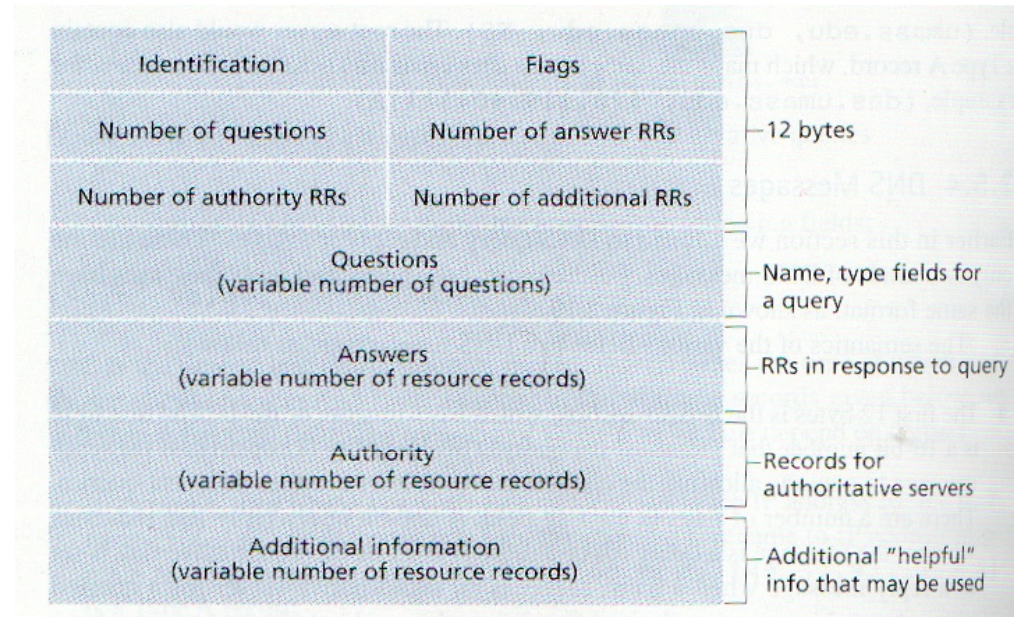 Identification Flags
Number of questions Number of answer RRs
12 bytes
Number of authority RRs Number of additional RRs
Questions
(variable number of questions)
Name, type fields for
a query
Answers
(variable number of resource records)
RRs in response to query
Authority
(variable number of resource records)
Records for
authoritative servers
Additional information
(variable number of resource records)
Additional "helpful"
info that may be used